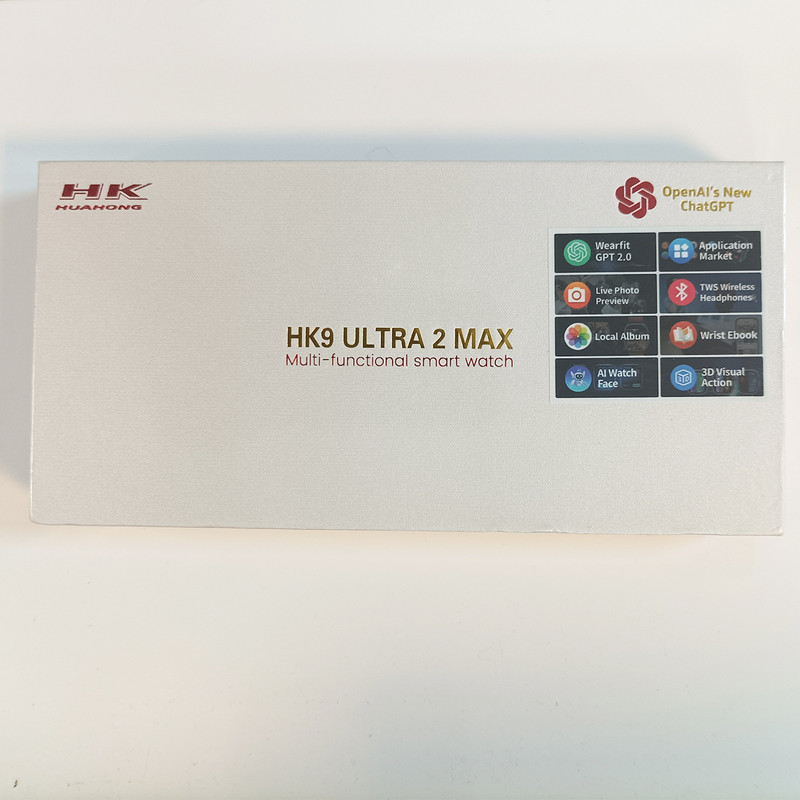 HK
HUAHONG
OpenAI's New
ChatGPT
Wearfit
GPT 2.0
Application
Market
Live Photo
Preview
TWS Wireless
Headphones
Local Album
Wrist Ebook
AI Watch
Face
3D Visual
Action
HK9 ULTRA 2 MAX
Multi-functional smart watch